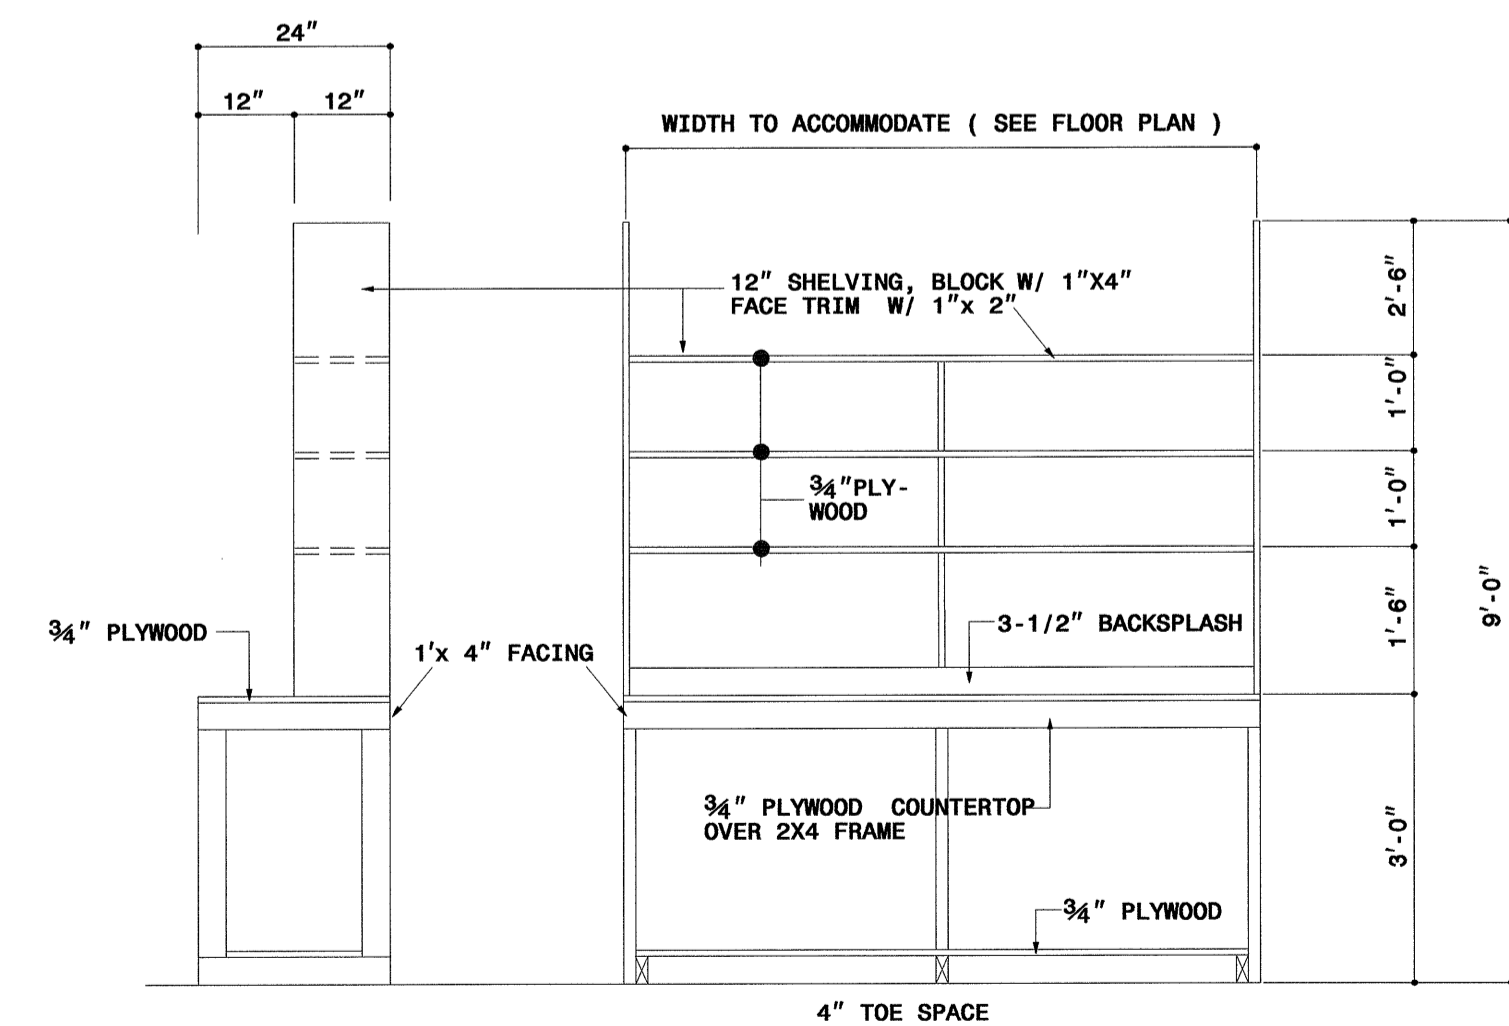 24"
12" 12"
WIDTH TO ACCOMMODATE ( SEE FLOOR PLAN )
12" SHELVING, BLOCK W/ 1"X4"
FACE TRIM W/ 1"x 2"
2'-6"
1'-0"
¾"PLY-
WOOD
1'-0"
¾" PLYWOOD
1'x 4" FACING
3-1/2" BACKSPLASH
1'-6"
9'-0"
¾" PLYWOOD COUNTERTOP
OVER 2X4 FRAME
3'-0"
¾" PLYWOOD
4" TOE SPACE